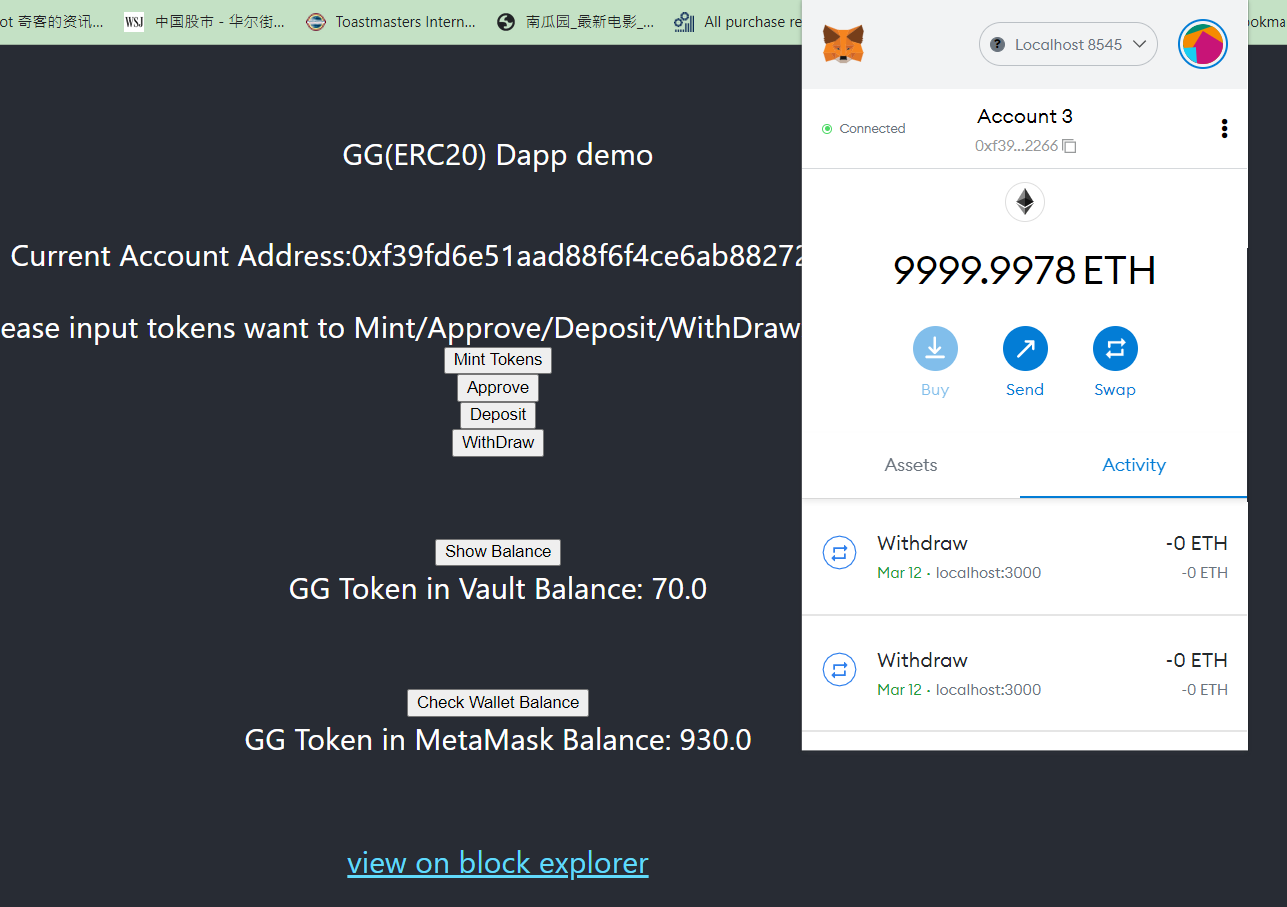 ot 奇客的资讯...
WSJ 中国股市 - 华尔街...
Toastmasters Intern...
南瓜园_最新电影_...
All purchase re
ookma
GG(ERC20) Dapp demo
Current Account Address:0xf39fd6e51aad88f6f4ce6ab88272
ease input tokens want to Mint/Approve/Deposit/WithDraw
Mint Tokens
Approve
Deposit
WithDraw
Show Balance
GG Token in Vault Balance: 70.0
Check Wallet Balance
GG Token in MetaMask Balance: 930.0
view on block explorer
? Localhost 8545
Connected
Account 3
0xf39...2266
9999.9978 ETH
Buy
Send
Swap
Assets
Activity
Withdraw
-0 ETH
Mar 12 · localhost:3000
-0 ETH
Withdraw
-0 ETH
Mar 12 · localhost:3000
-0 ETH